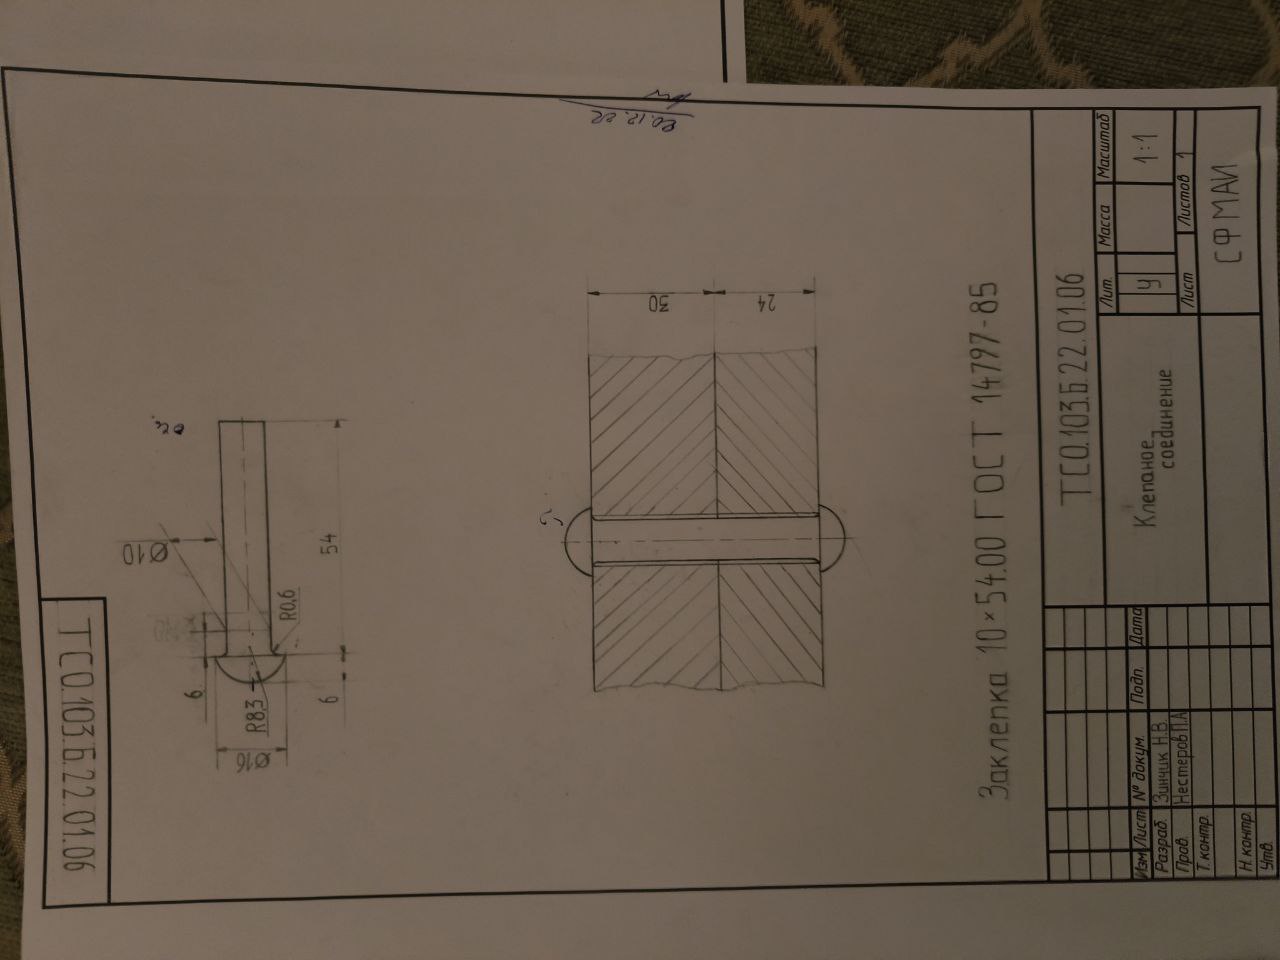 ТСО.103.Б.22.01.06
Ø10
6
Ø16
R8,3
R0,6
6
54
30
24
20.12.22
Заклепка 10×54.00 ГОСТ 14797-85
ТСО.103.Б.22.01.06
Лит. Масса Масштаб
Изм Лист № докум. Подп. Дата
Разраб. Зинчик Н.В.
Клепаное
соединение
У 1:1
Пров. Нестеров П.А
Лист Листов 1
Т. контр.
СФ МАИ
Н. контр.
Утв.